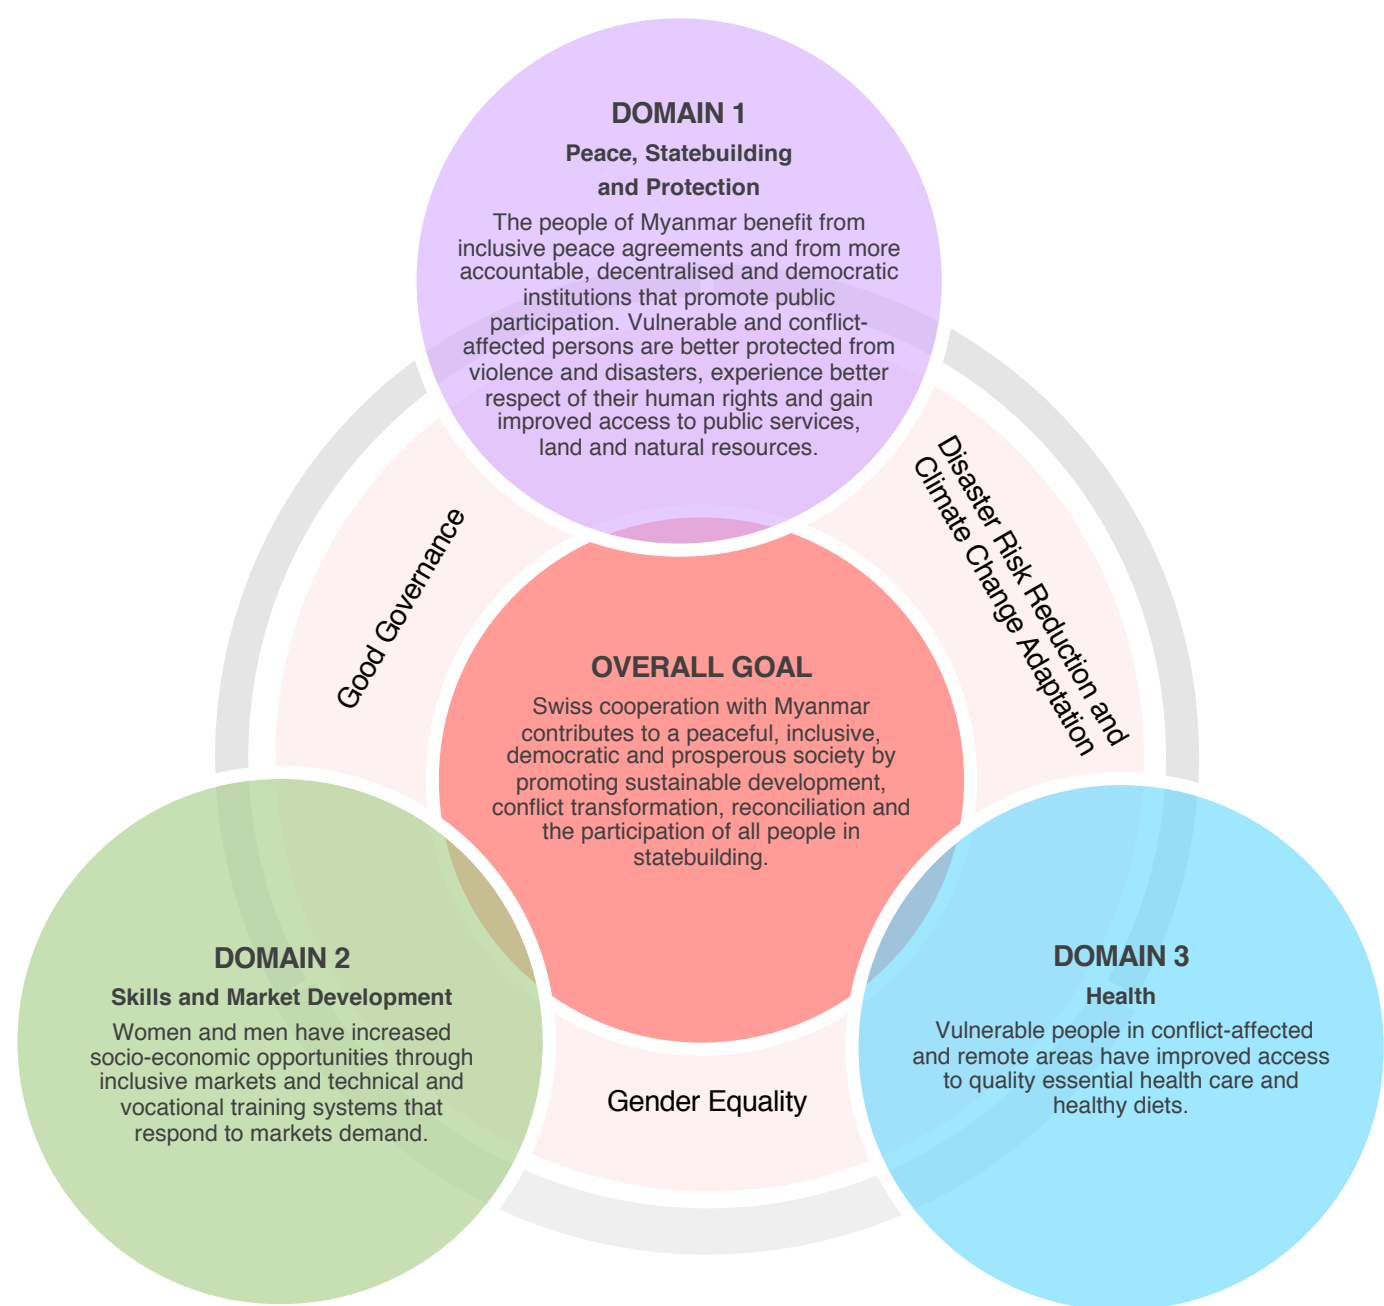 DOMAIN 1
Peace, Statebuilding
and Protection
The people of Myanmar benefit from
inclusive peace agreements and from more
accountable, decentralised and democratic
institutions that promote public
participation. Vulnerable and conflict-
affected persons are better protected from
violence and disasters, experience better
respect of their human rights and gain
improved access to public services,
land and natural resources.
Good Governance
Disaster Risk Reduction and
Climate Change Adaptation
OVERALL GOAL
Swiss cooperation with Myanmar
contributes to a peaceful, inclusive,
democratic and prosperous society by
promoting sustainable development,
conflict transformation, reconciliation and
the participation of all people in
statebuilding.
DOMAIN 2
Skills and Market Development
Women and men have increased
socio-economic opportunities through
inclusive markets and technical and
vocational training systems that
respond to markets demand.
Gender Equality
DOMAIN 3
Health
Vulnerable people in conflict-affected
and remote areas have improved access
to quality essential health care and
healthy diets.